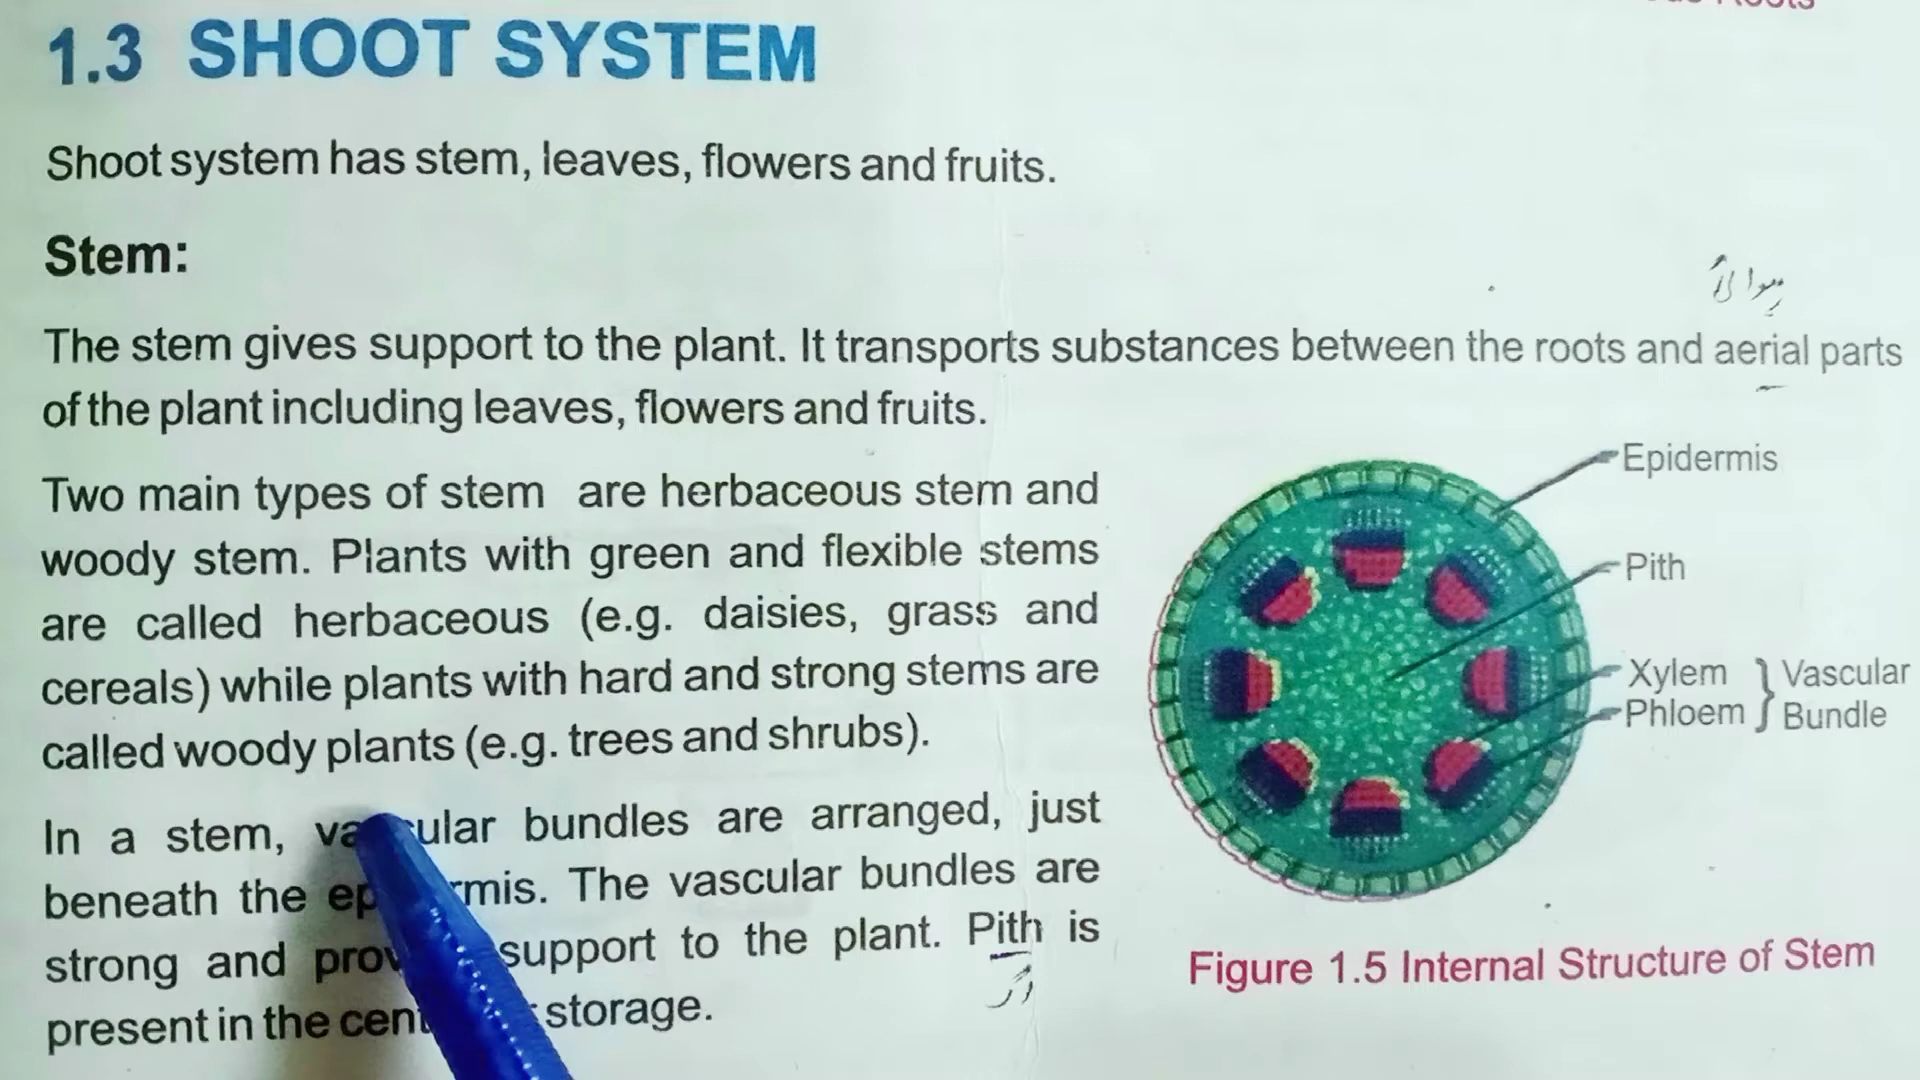 1.3 SHOOT SYSTEM
Shoot system has stem, leaves, flowers and fruits.
Stem:
The stem gives support to the plant. It transports substances between the roots and aerial parts
of the plant including leaves, flowers and fruits.
Two main types of stem are herbaceous stem and
woody stem. Plants with green and flexible stems
are called herbaceous (e.g. daisies, grass and
cereals) while plants with hard and strong stems are
called woody plants (e.g. trees and shrubs).
In a stem, bundles are arranged, just
beneath the The vascular bundles are
strong and support to the plant. Pith is
present in the storage.
Epidermis
Pith
Xylem
Phloem
Vascular
Bundle
Figure 1.5 Internal Structure of Stem